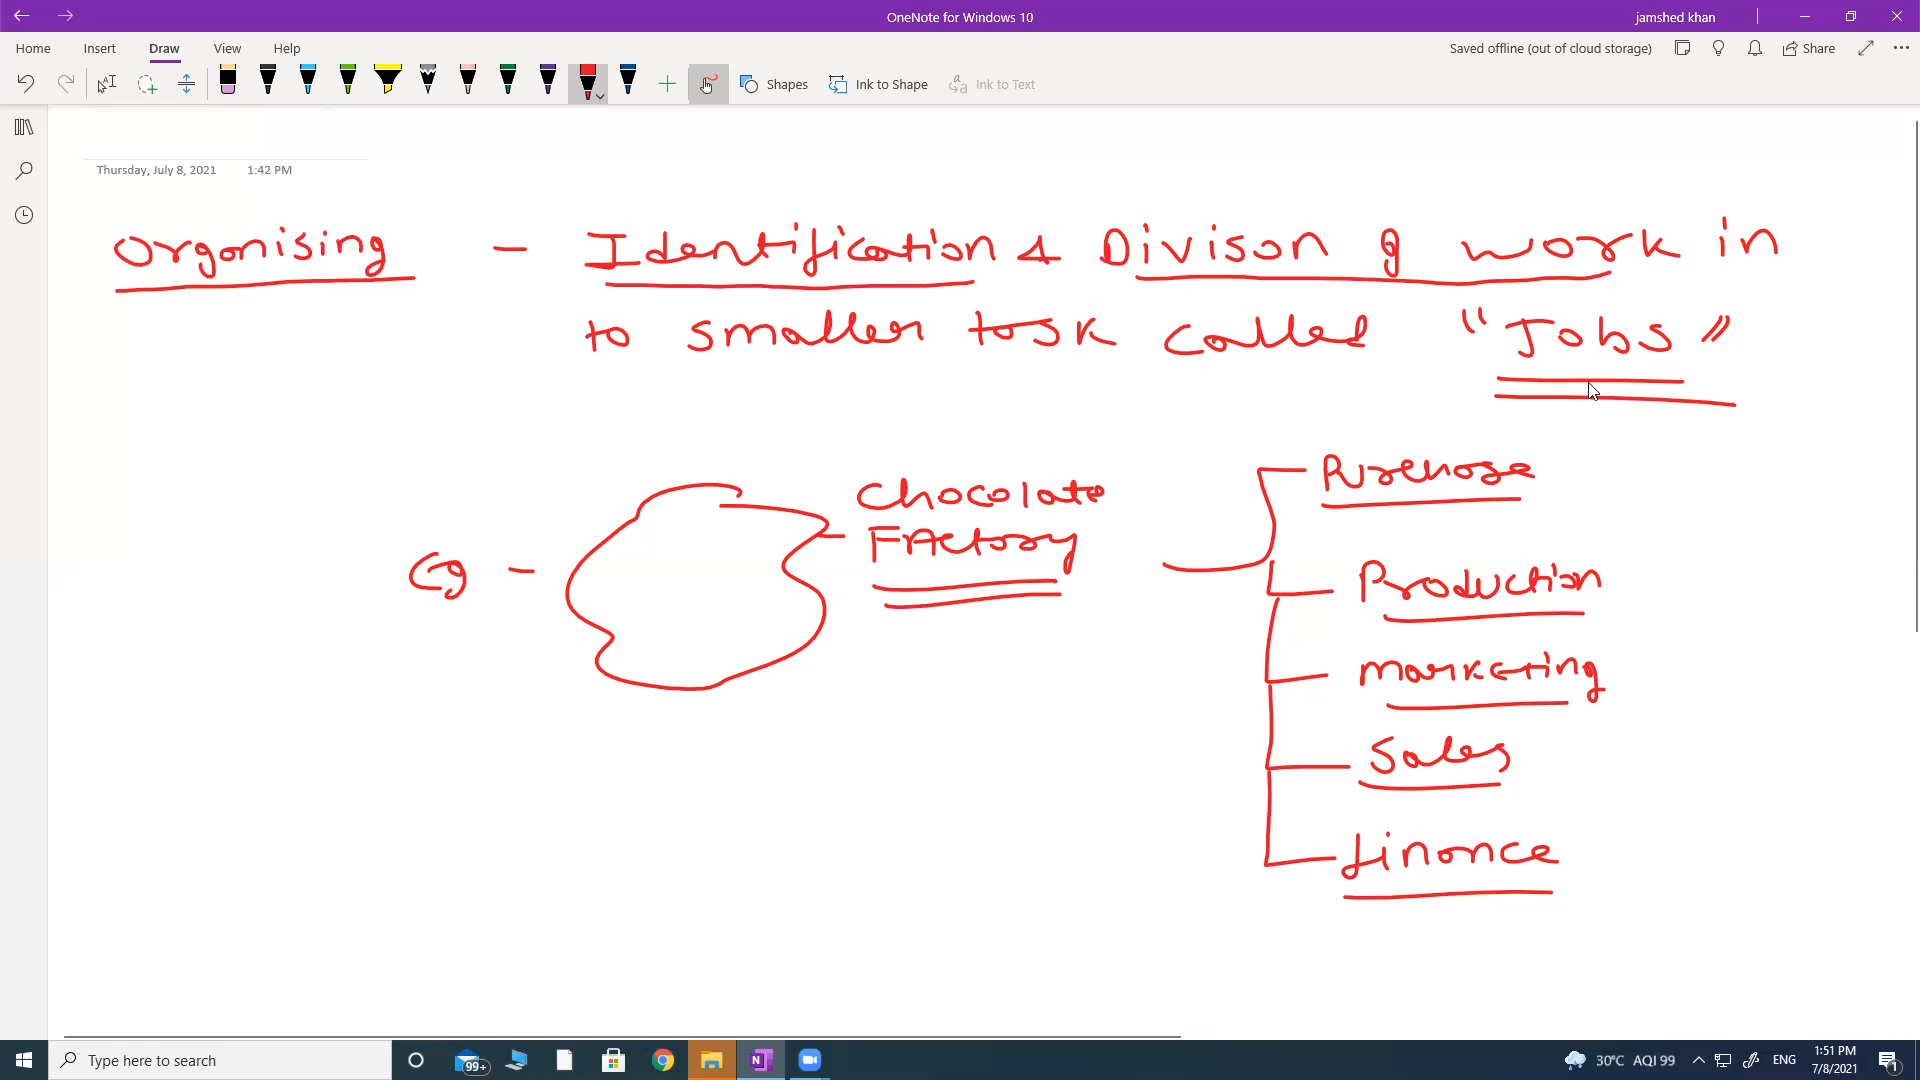 OneNote for Windows 10
jamshed khan
Home Insert Draw View Help
Saved offline (out of cloud storage)
Share
Shapes
Ink to Shape
Ink to Text
Thursday, July 8, 2021 1:42 PM
Organising - Identification & Divison of work in
to smaller task called "Jobs"
Eg - Chocolate
Factory
Purchase
Production
marketing
Sales
finance
Type here to search
99+
30°C AQI 99
ENG
1:51 PM
7/8/2021
1